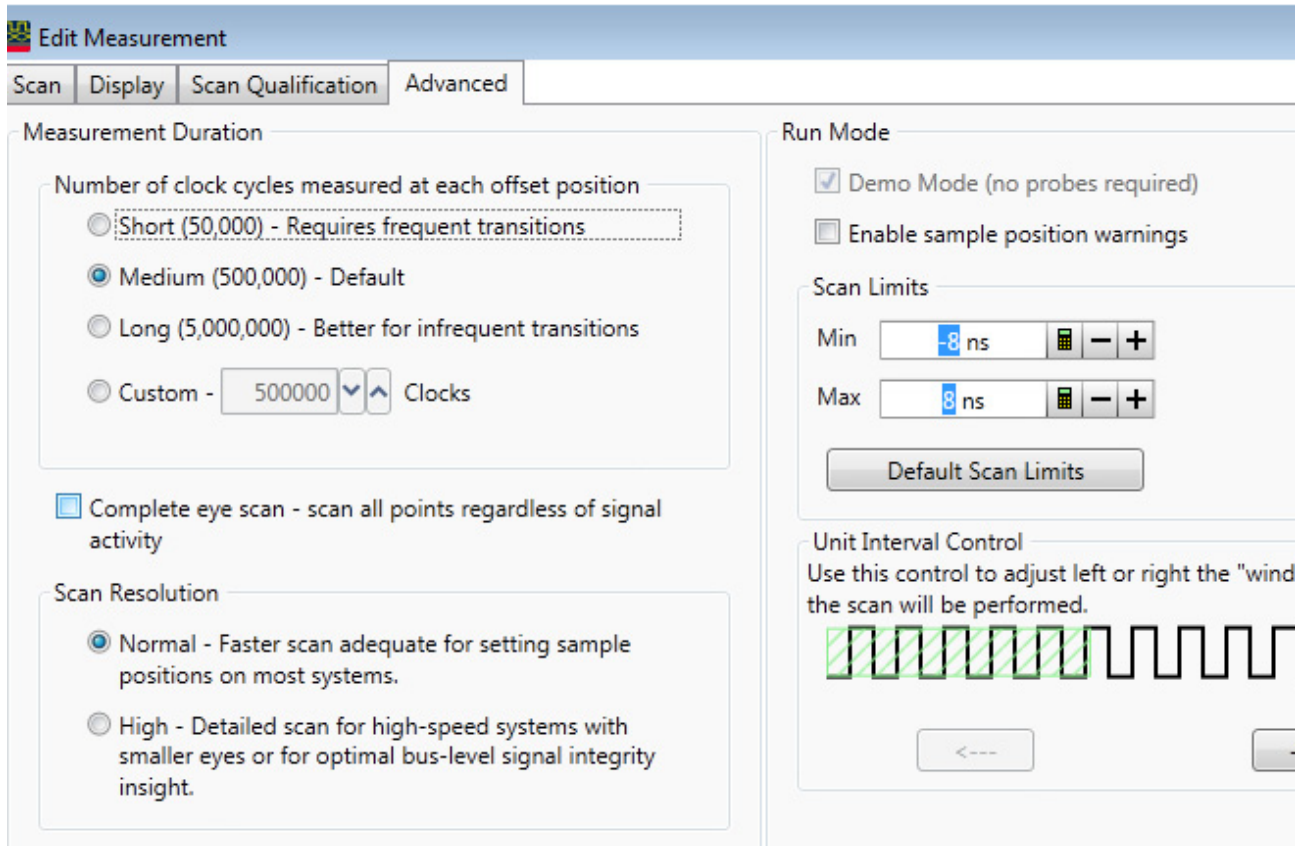 Edit Measurement
Scan Display Scan Qualification Advanced
Measurement Duration
Number of clock cycles measured at each offset position
Short (50,000) - Requires frequent transitions
Medium (500,000) - Default
Long (5,000,000) - Better for infrequent transitions
Custom - 500000 Clocks
Complete eye scan - scan all points regardless of signal
activity
Scan Resolution
Normal - Faster scan adequate for setting sample
positions on most systems.
High - Detailed scan for high-speed systems with
smaller eyes or for optimal bus-level signal integrity
insight.
Run Mode
Demo Mode (no probes required)
Enable sample position warnings
Scan Limits
Min -8 ns
Max 8 ns
Default Scan Limits
Unit Interval Control
Use this control to adjust left or right the "wind
the scan will be performed.
<---